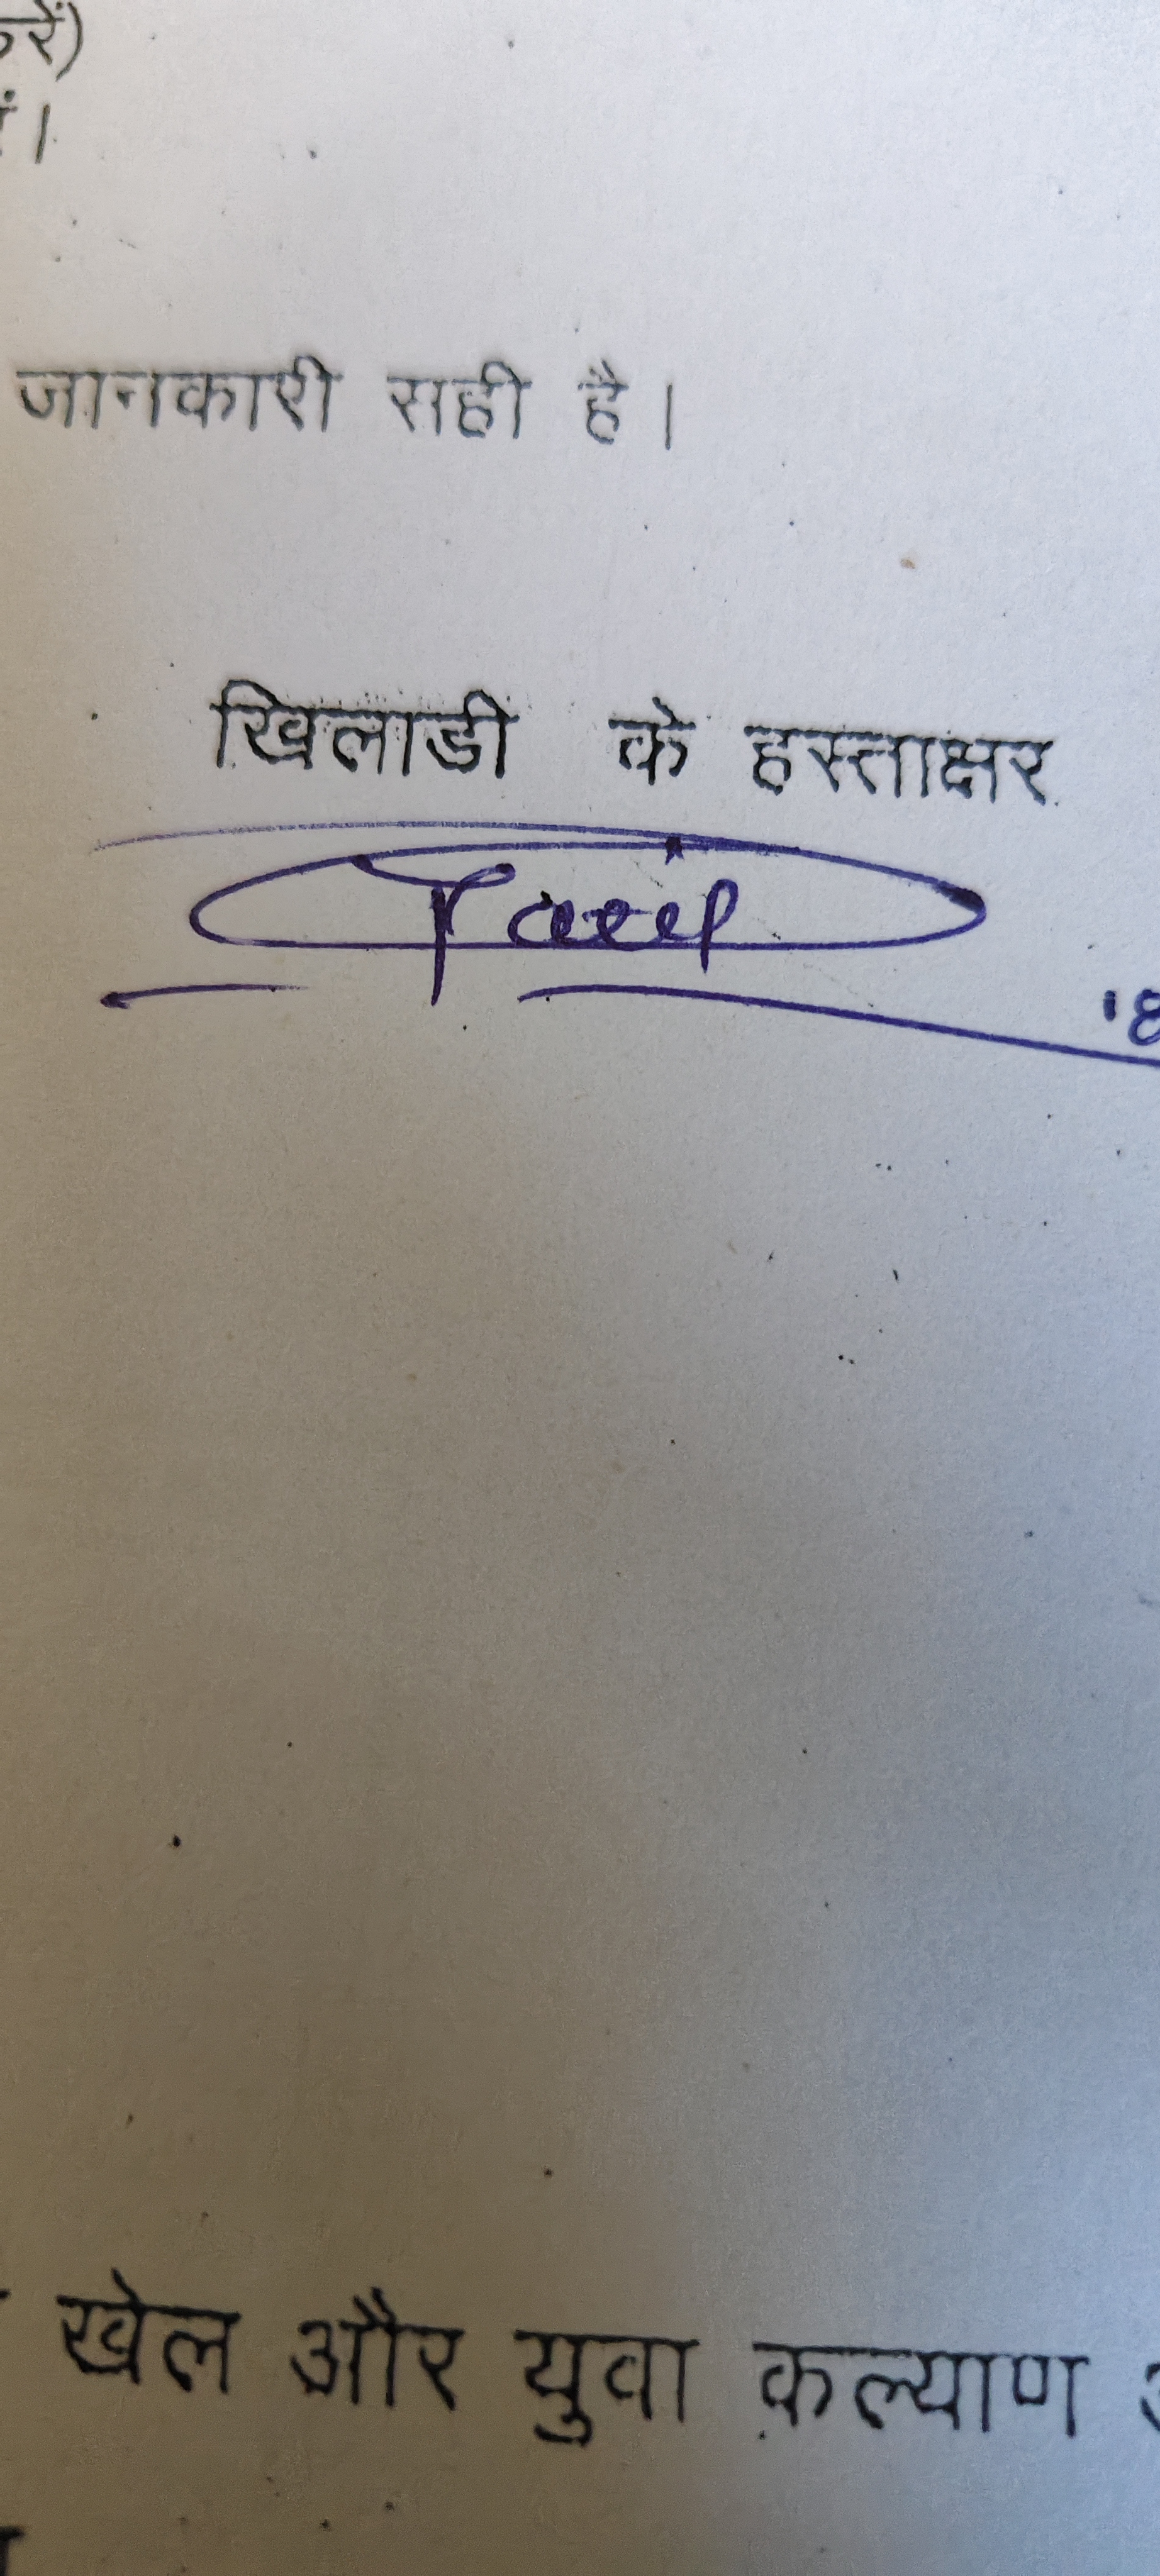 जानकारी सही है।
खिलाडी के हस्ताक्षर
खेल और युवा कल्याण